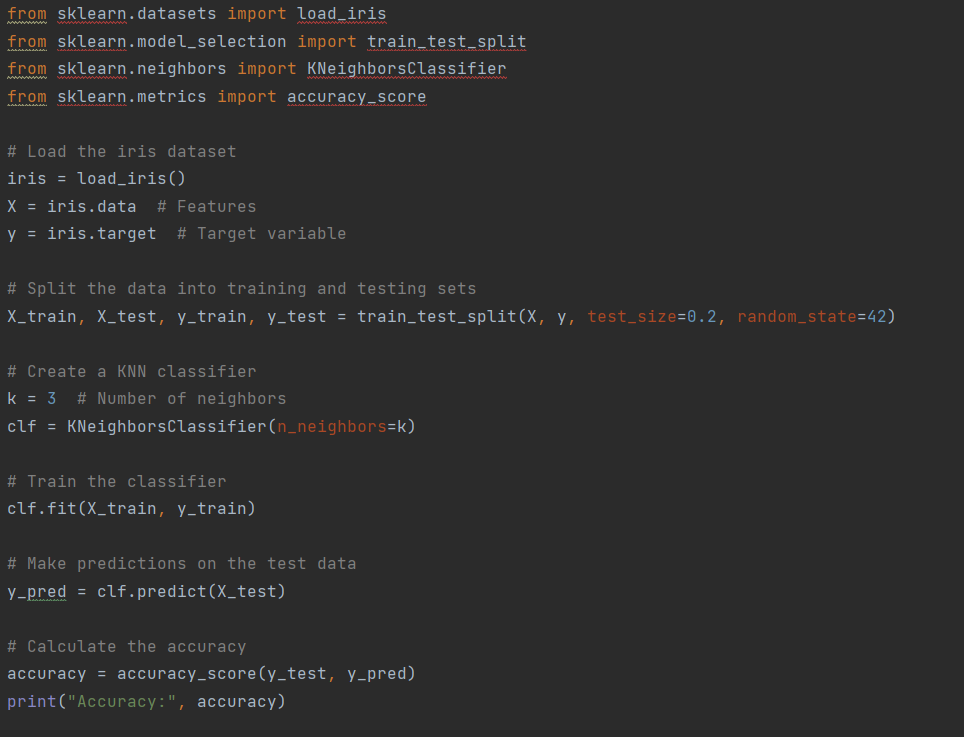 from sklearn.datasets import load_iris
from sklearn.model_selection import train_test_split
from sklearn.neighbors import KNeighborsClassifier
from sklearn.metrics import accuracy_score

# Load the iris dataset
iris = load_iris()
X = iris.data  # Features
y = iris.target  # Target variable

# Split the data into training and testing sets
X_train, X_test, y_train, y_test = train_test_split(X, y, test_size=0.2, random_state=42)

# Create a KNN classifier
k = 3  # Number of neighbors
clf = KNeighborsClassifier(n_neighbors=k)

# Train the classifier
clf.fit(X_train, y_train)

# Make predictions on the test data
y_pred = clf.predict(X_test)

# Calculate the accuracy
accuracy = accuracy_score(y_test, y_pred)
print("Accuracy:", accuracy)